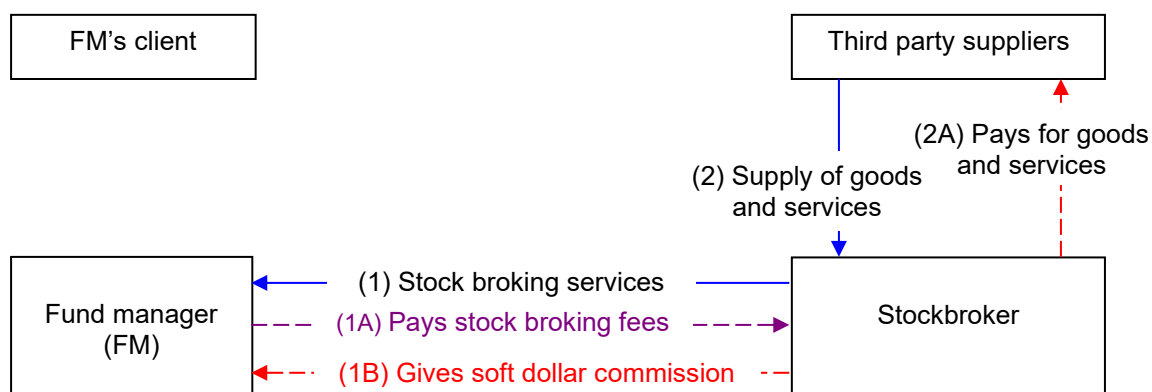 FM’s client
Third party suppliers
(2A) Pays for goods
and services
(2) Supply of goods
and services
(1) Stock broking services
Fund manager
(FM)
(1A) Pays stock broking fees
Stockbroker
(1B) Gives soft dollar commission